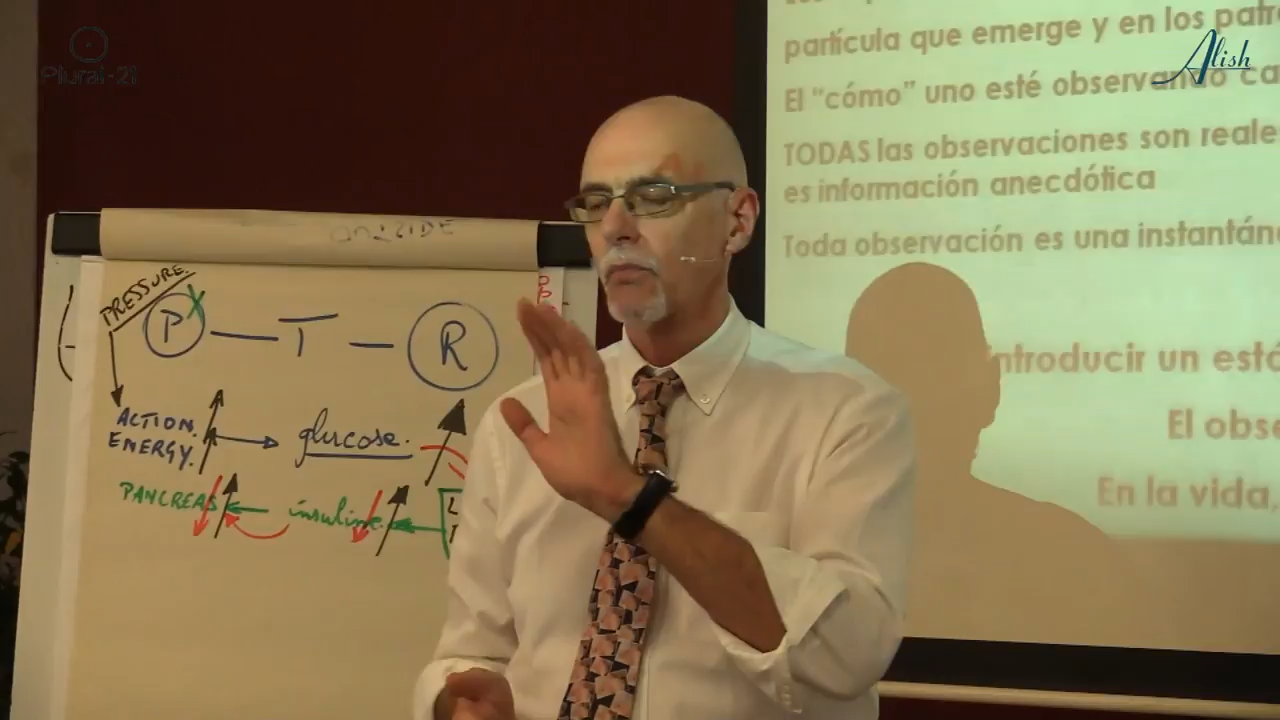 Plural-21
Alish
PRESSURE.
P — T — R
ACTION.
ENERGY.
glucose.
PANCREAS
insuline
partícula que emerge y en los patr
El “cómo” uno esté observando ca
TODAS las observaciones son reale
es información anecdótica
Toda observación es una instantán
ntroducir un est
El obse
En la vida,